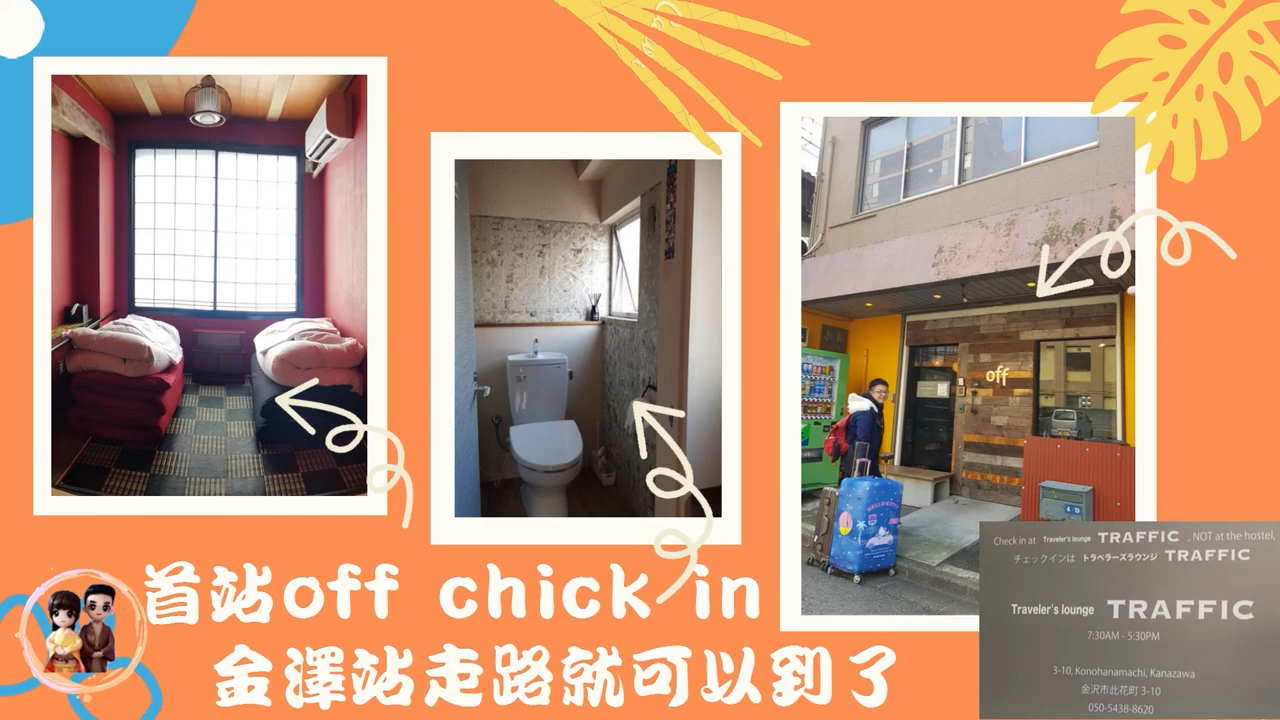 off
首站off chick in
金澤站走路就可以到了
Check in at Traveler's lounge TRAFFIC , NOT at the hostel,
チェックインは トラベラーズラウンジ TRAFFIC
Traveler's lounge TRAFFIC
7:30AM - 5:30PM
3-10, Konohanamachi, Kanazawa
金沢市此花町 3-10
050-5438-8620